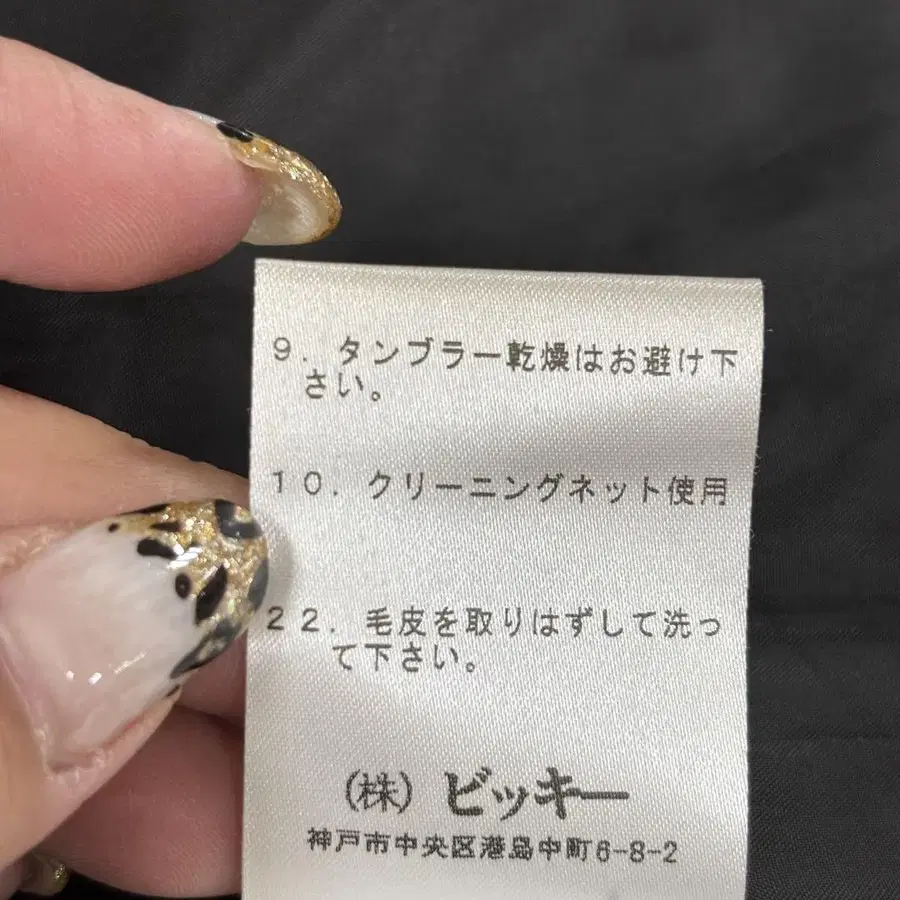 9. タンブラー乾燥はお避け下
さい。
10. クリーニングネット使用
22. 毛皮を取りはずして洗っ
て下さい。
(株) ビッキー
神戸市中央区港島中町6-8-2